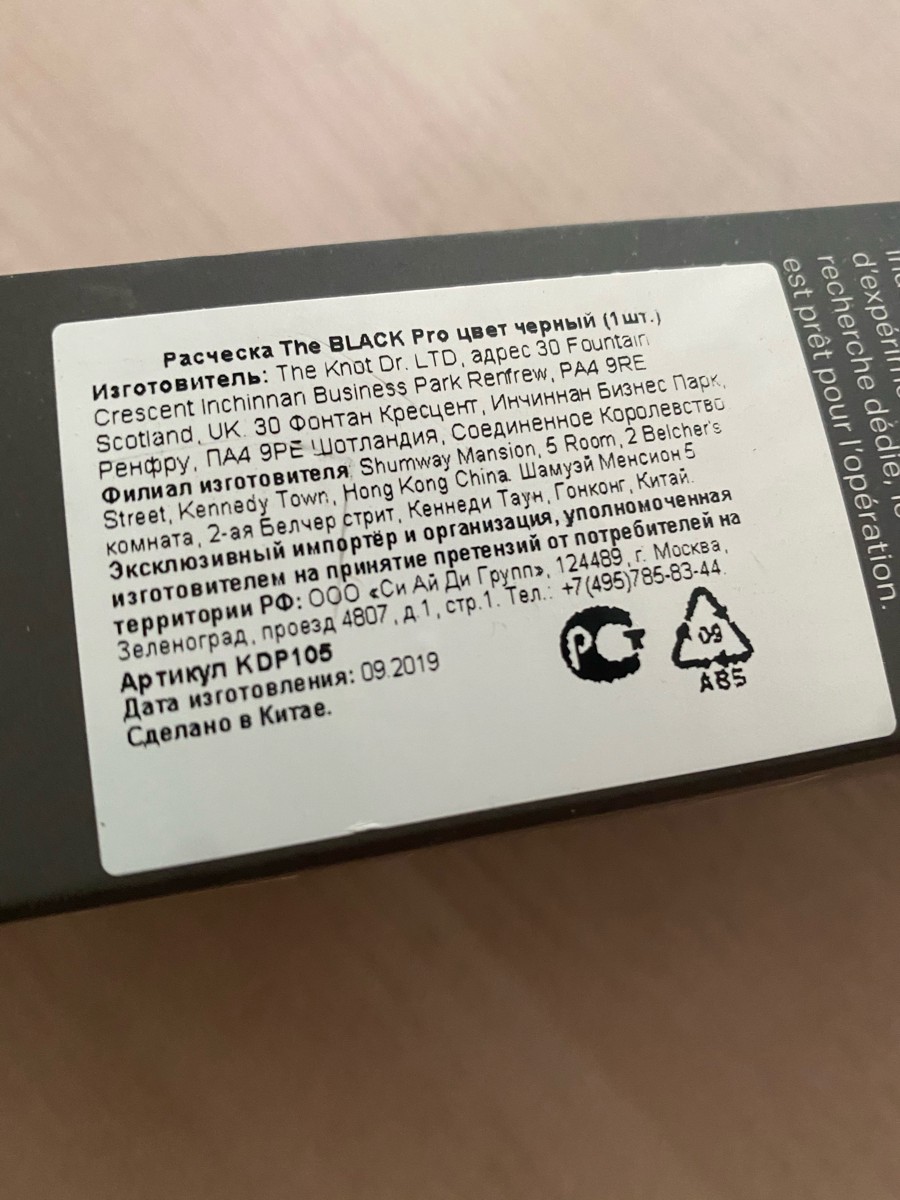 Расческа The BLACK Pro цвет черный (1 шт.)
Изготовитель: The Knot Dr. LTD, адрес 30 Fountain
Crescent Inchinnan Business Park Renfrew, PA4 9RE
Scotland, UK. 30 Фонтан Кресцент, Инчиннан Бизнес Парк,
Ренфру, ПА4 9РЕ Шотландия, Соединенное Королевство
Филиал изготовителя: Shumway Mansion, 5 Room, 2 Belcher's
Street, Kennedy Town, Hong Kong China. Шамуэй Менсион 5
комната, 2-ая Белчер стрит, Кеннеди Таун, Гонконг, Китай.
Эксклюзивный импортёр и организация, уполномоченная
изготовителем на принятие претензий от потребителей на
территории РФ: ООО «Си Ай Ди Групп», 124489, г. Москва,
Зеленоград, проезд 4807, д.1, стр.1. Тел.: +7(495)785-83-44.
Артикул KDP105
Дата изготовления: 09.2019
Сделано в Китае.
РСТ
09
ABS
recherche dédiée,
est prêt pour l'opération.